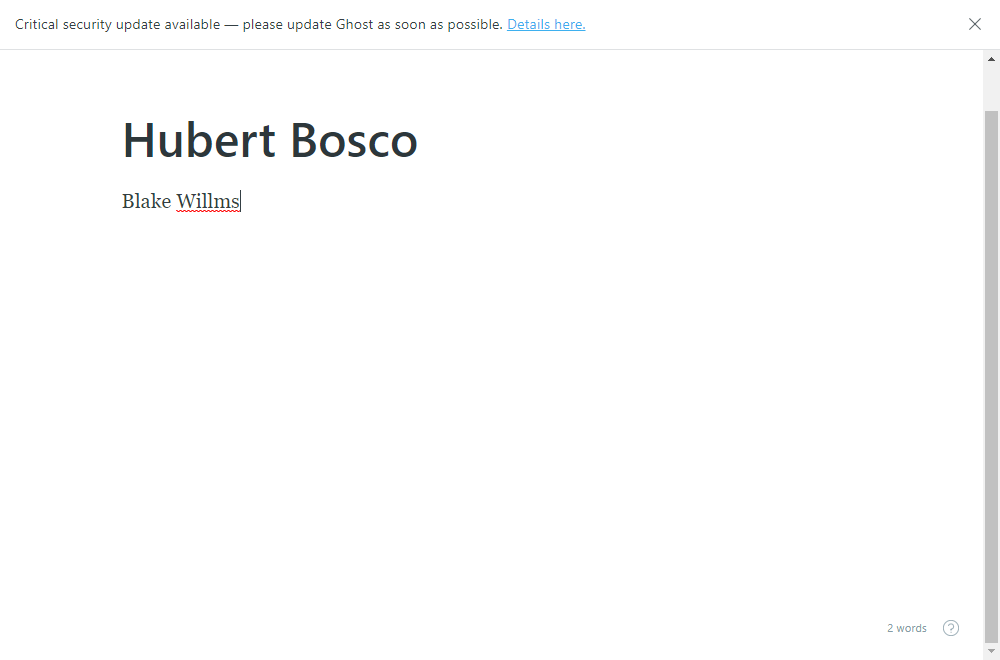 Critical security update available — please update Ghost as soon as possible. Details here.
Hubert Bosco
Blake Willms
2 words
?